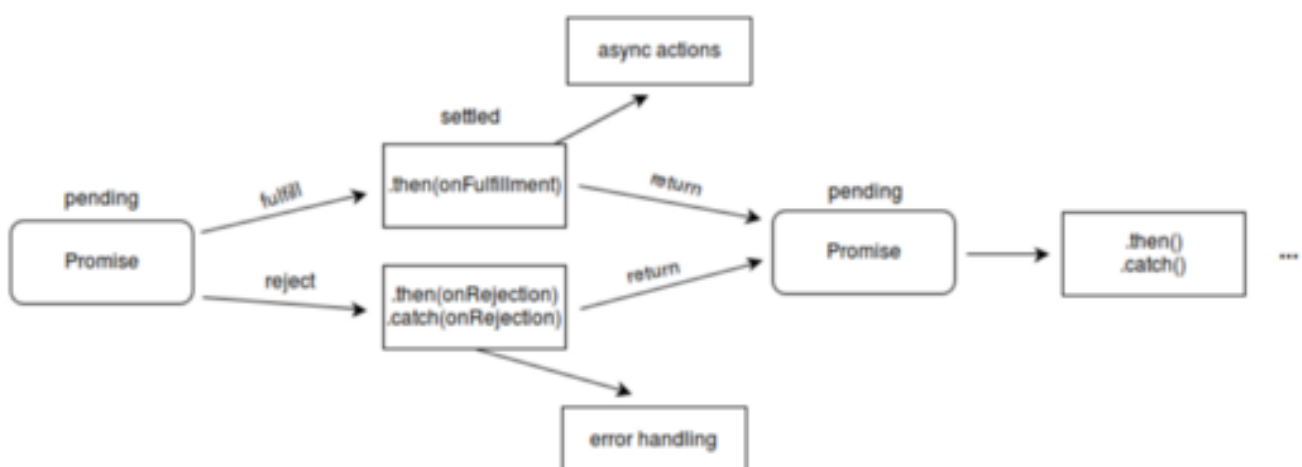 async actions
settled
.then(onFulfillment)
fulfill
return
pending
Promise
reject
.then(onRejection)
.catch(onRejection)
return
pending
Promise
.then()
.catch()
...
error handling